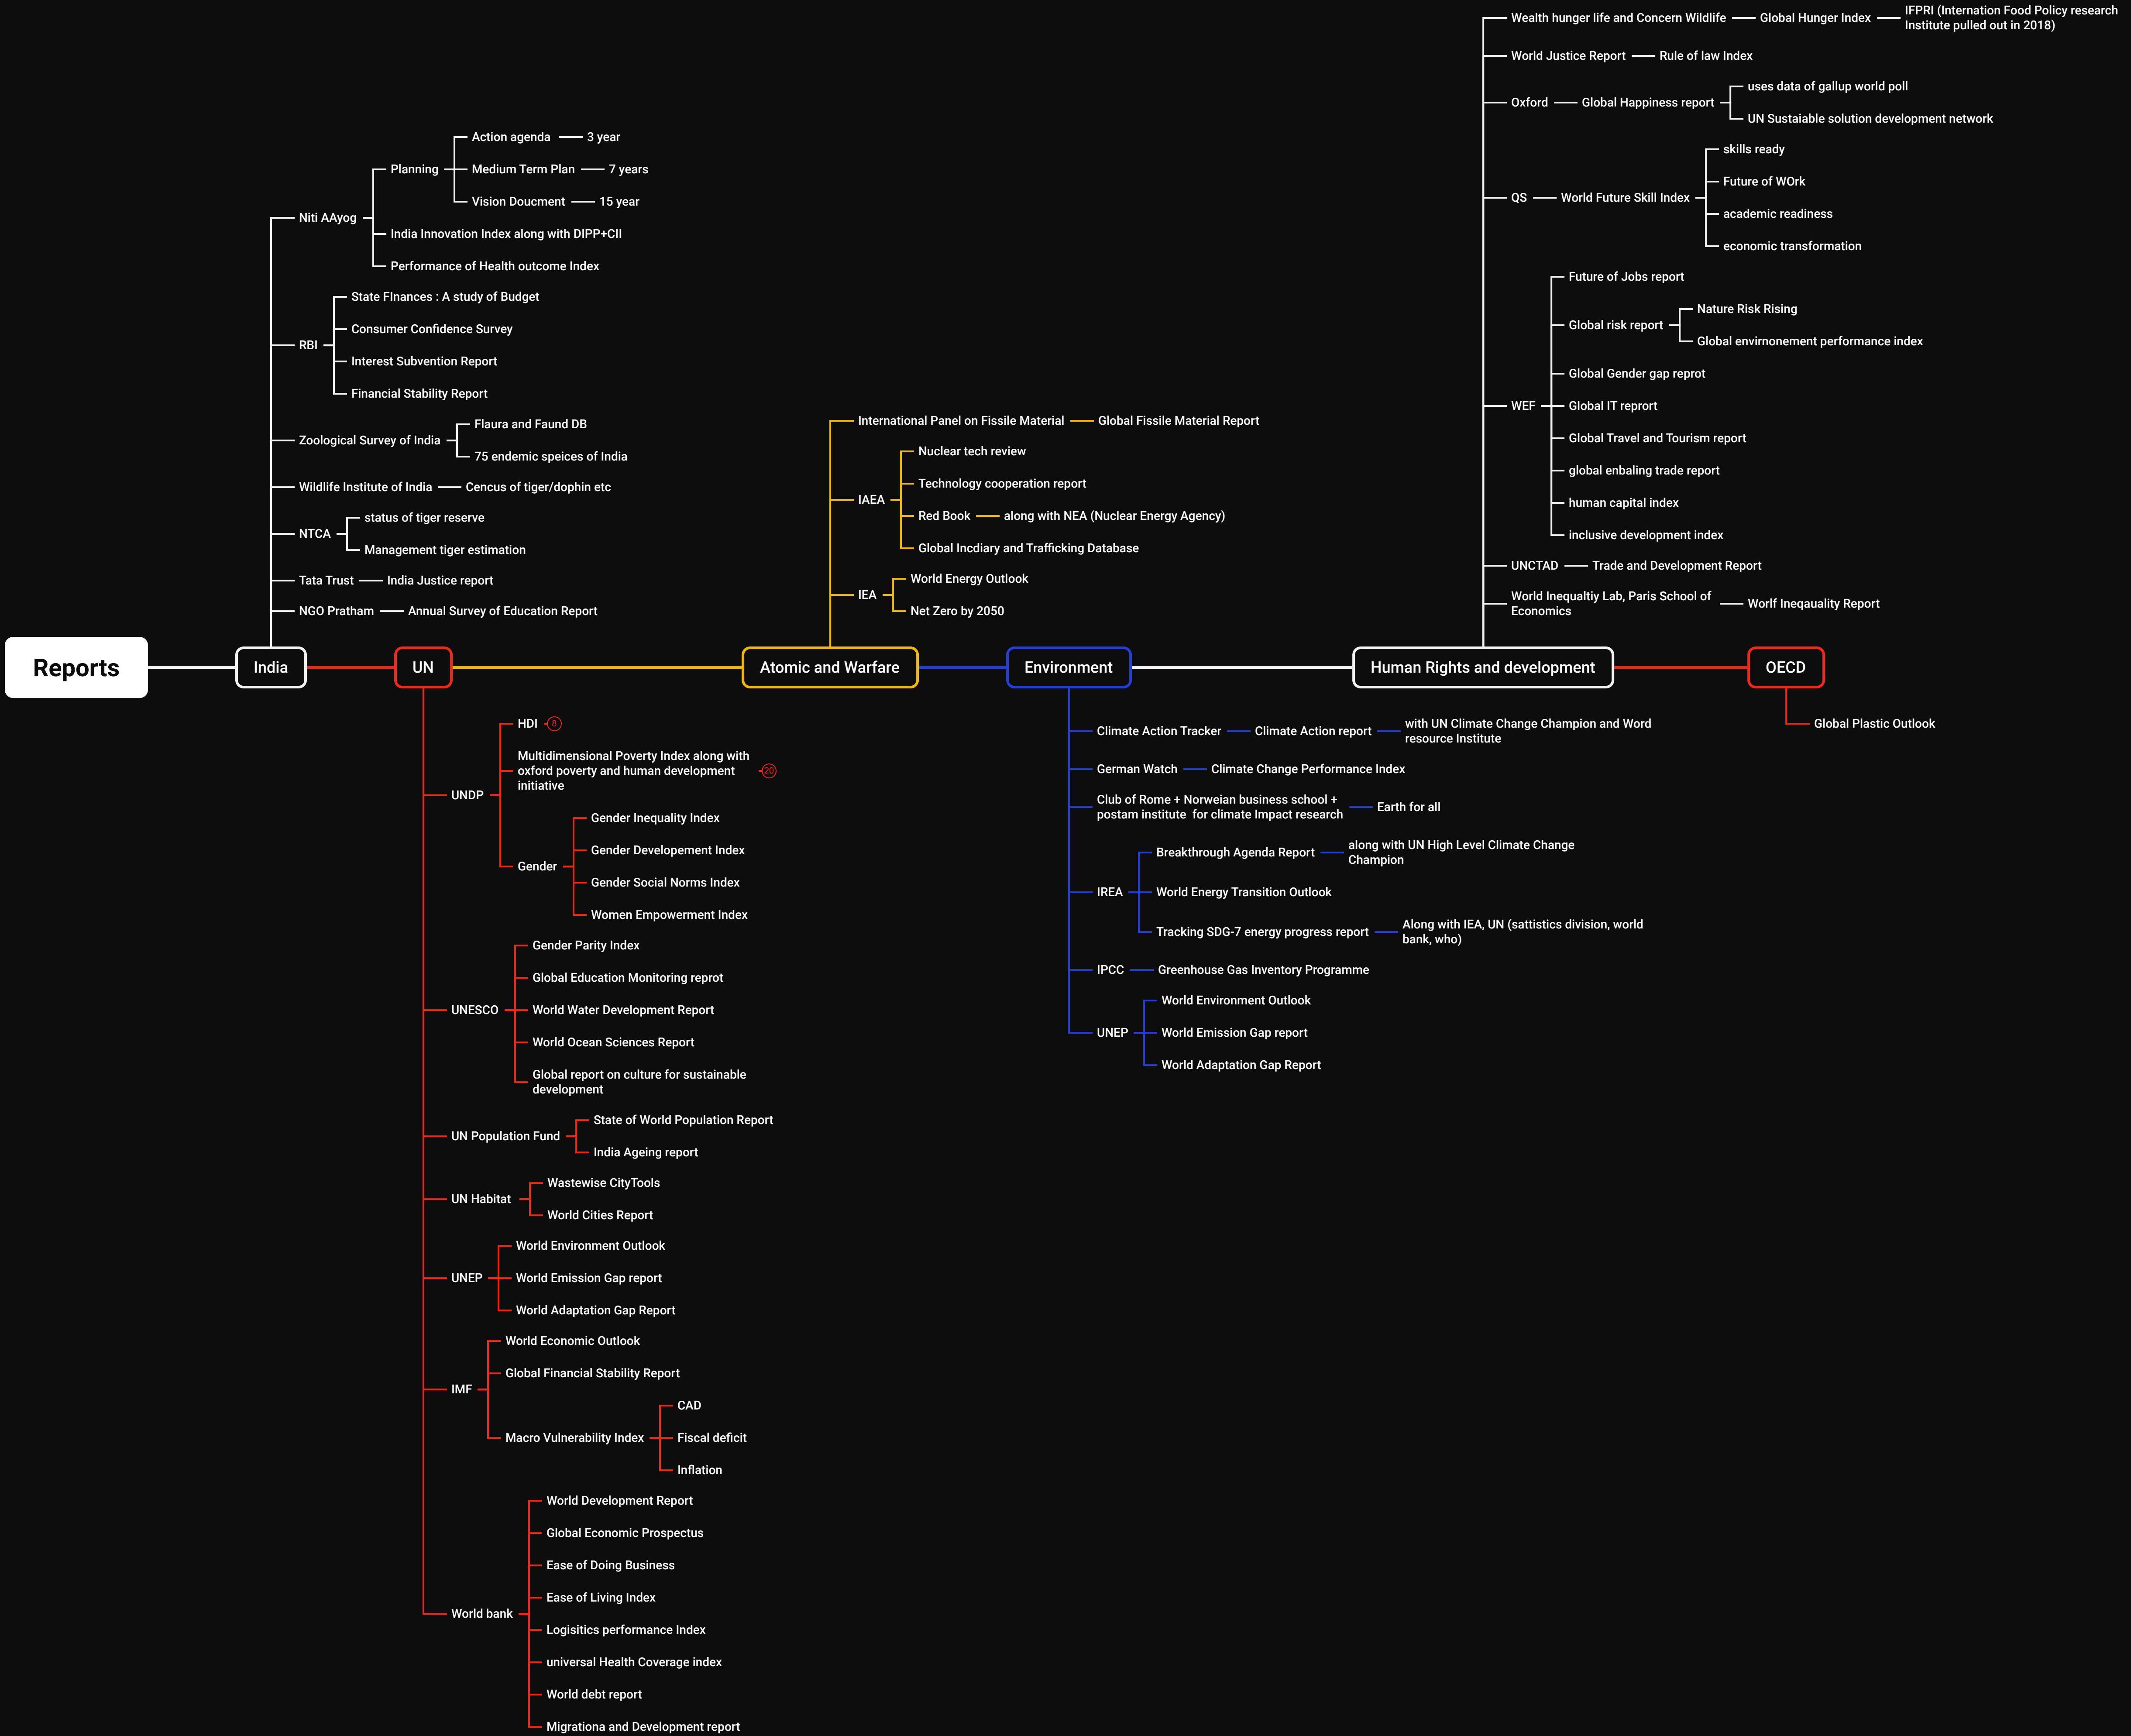 Reports
India
Niti AAyog
Planning
Action agenda
3 year
Medium Term Plan
7 years
Vision Doucment
15 year
India Innovation Index along with DIPP+CII
Performance of Health outcome Index
RBI
State FInances : A study of Budget
Consumer Confidence Survey
Interest Subvention Report
Financial Stability Report
Zoological Survey of India
Flaura and Faund DB
75 endemic speices of India
Wildlife Institute of India
Cencus of tiger/dophin etc
NTCA
status of tiger reserve
Management tiger estimation
Tata Trust
India Justice report
NGO Pratham
Annual Survey of Education Report
UN
UNDP
HDI
8
Multidimensional Poverty Index along with
oxford poverty and human development
initiative
20
Gender
Gender Inequality Index
Gender Developement Index
Gender Social Norms Index
Women Empowerment Index
UNESCO
Gender Parity Index
Global Education Monitoring reprot
World Water Development Report
World Ocean Sciences Report
Global report on culture for sustainable
development
UN Population Fund
State of World Population Report
India Ageing report
UN Habitat
Wastewise CityTools
World Cities Report
UNEP
World Environment Outlook
World Emission Gap report
World Adaptation Gap Report
IMF
World Economic Outlook
Global Financial Stability Report
Macro Vulnerability Index
CAD
Fiscal deficit
Inflation
World bank
World Development Report
Global Economic Prospectus
Ease of Doing Business
Ease of Living Index
Logisitics performance Index
universal Health Coverage index
World debt report
Migrationa and Development report
Atomic and Warfare
International Panel on Fissile Material
Global Fissile Material Report
IAEA
Nuclear tech review
Technology cooperation report
Red Book
along with NEA (Nuclear Energy Agency)
Global Incdiary and Trafficking Database
IEA
World Energy Outlook
Net Zero by 2050
Environment
Climate Action Tracker
Climate Action report
with UN Climate Change Champion and Word
resource Institute
German Watch
Climate Change Performance Index
Club of Rome + Norweian business school +
postam institute  for climate Impact research
Earth for all
IREA
Breakthrough Agenda Report
along with UN High Level Climate Change
Champion
World Energy Transition Outlook
Tracking SDG-7 energy progress report
Along with IEA, UN (sattistics division, world
bank, who)
IPCC
Greenhouse Gas Inventory Programme
UNEP
World Environment Outlook
World Emission Gap report
World Adaptation Gap Report
Human Rights and development
Wealth hunger life and Concern Wildlife
Global Hunger Index
IFPRI (Internation Food Policy research
Institute pulled out in 2018)
World Justice Report
Rule of law Index
Oxford
Global Happiness report
uses data of gallup world poll
UN Sustaiable solution development network
QS
World Future Skill Index
skills ready
Future of WOrk
academic readiness
economic transformation
WEF
Future of Jobs report
Global risk report
Nature Risk Rising
Global envirnonement performance index
Global Gender gap reprot
Global IT reprort
Global Travel and Tourism report
global enbaling trade report
human capital index
inclusive development index
UNCTAD
Trade and Development Report
World Inequaltiy Lab, Paris School of
Economics
Worlf Ineqauality Report
OECD
Global Plastic Outlook